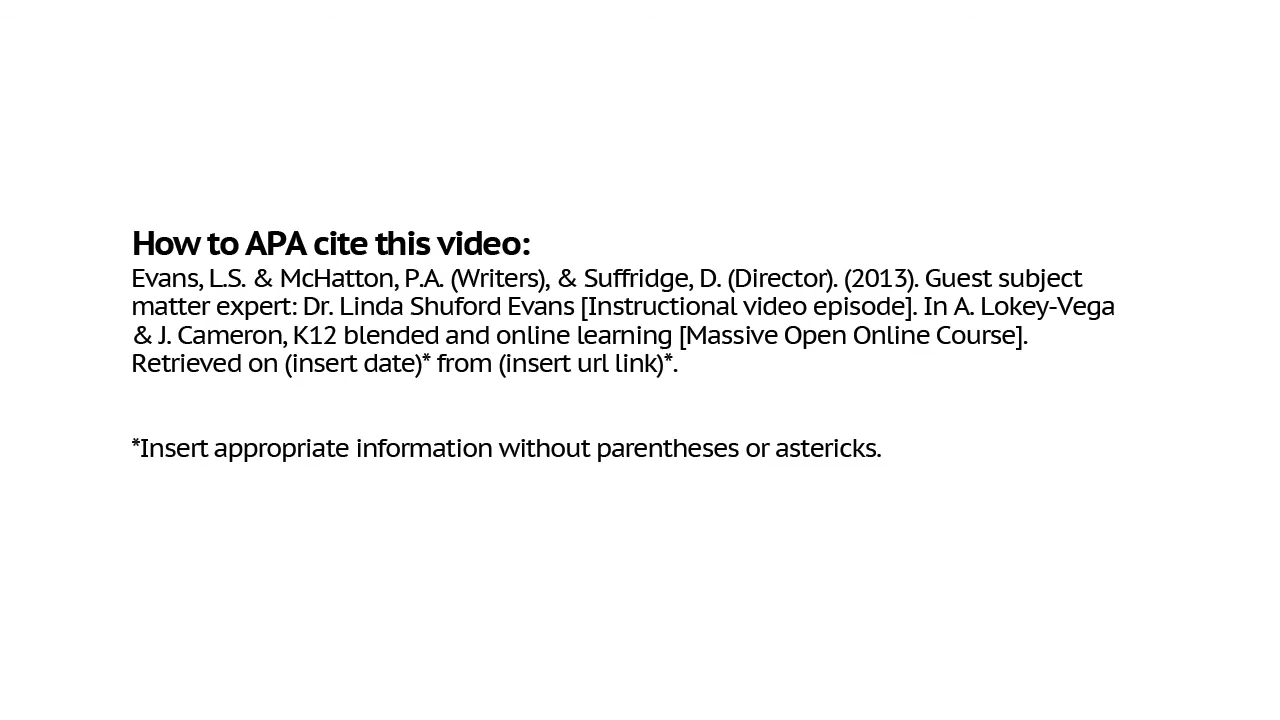 How to APA cite this video:
Evans, L.S. & McHatton, P.A. (Writers), & Suffridge, D. (Director). (2013). Guest subject
matter expert: Dr. Linda Shuford Evans [Instructional video episode]. In A. Lokey-Vega
& J. Cameron, K12 blended and online learning [Massive Open Online Course].
Retrieved on (insert date)* from (insert url link)*.
*Insert appropriate information without parentheses or astericks.